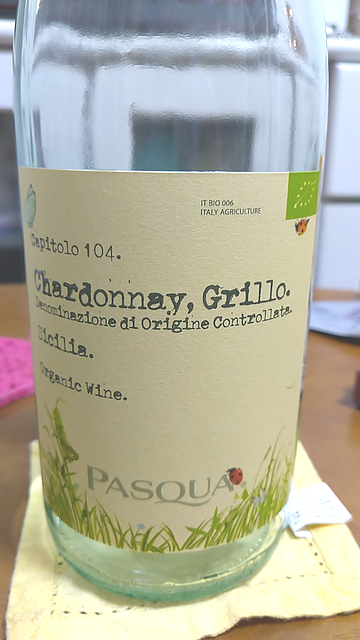 IT BIO 006
ITALY AGRICULTURE
Capitolo 104.
Chardonnay, Grillo.
Denominazione di Origine Controllata.
Sicilia.
Organic Wine.
PASQUA